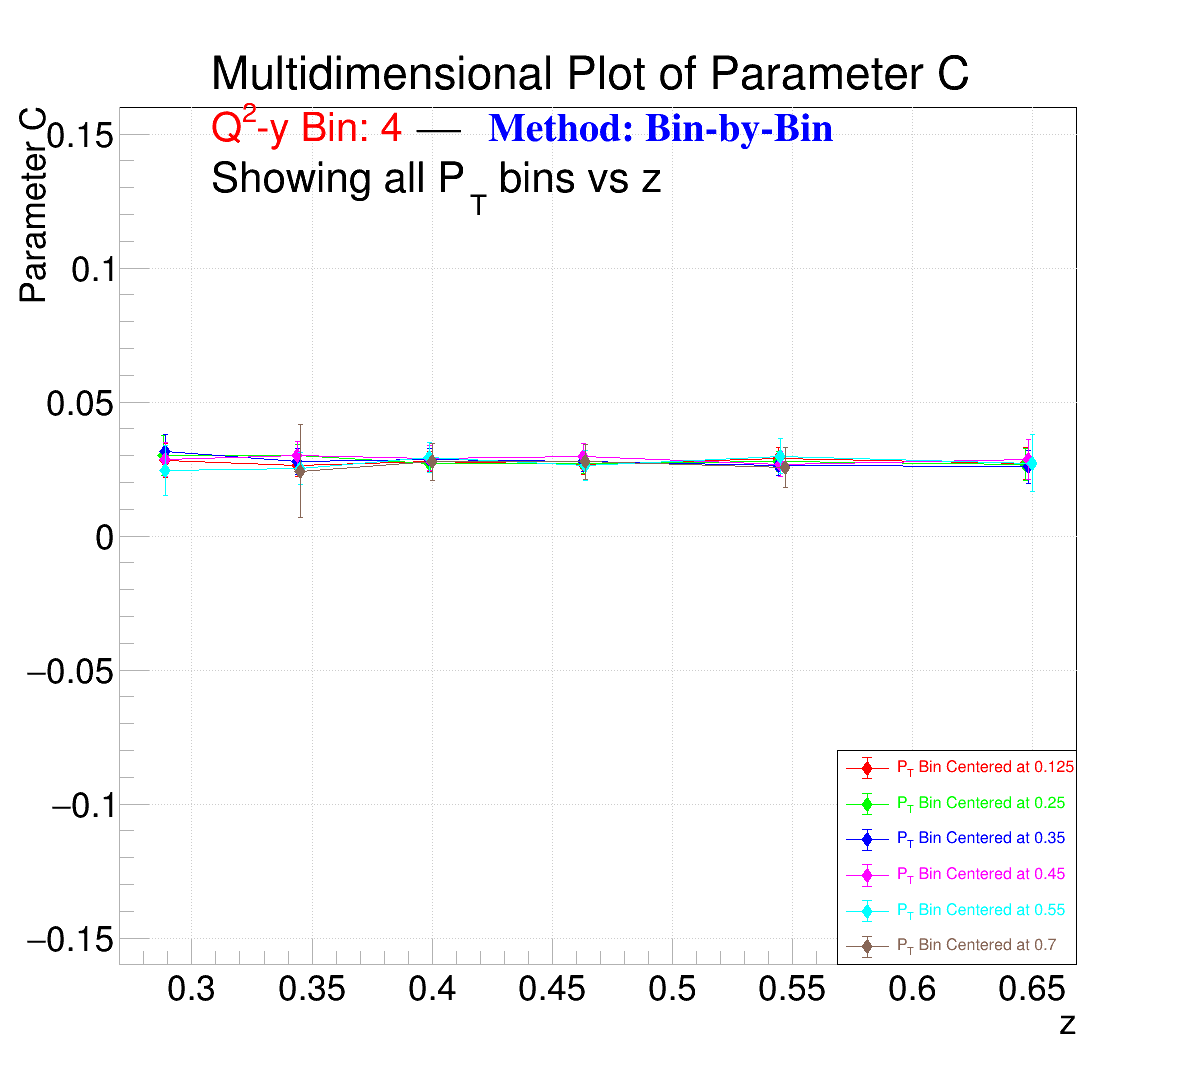 Multidimensional Plot of Parameter C
Q2-y Bin: 4 — Method: Bin-by-Bin
Showing all PT bins vs z
Parameter C
0.15
0.1
0.05
0
−0.05
−0.1
−0.15
PT Bin Centered at 0.125
PT Bin Centered at 0.25
PT Bin Centered at 0.35
PT Bin Centered at 0.45
PT Bin Centered at 0.55
PT Bin Centered at 0.7
0.3 0.35 0.4 0.45 0.5 0.55 0.6 0.65
z